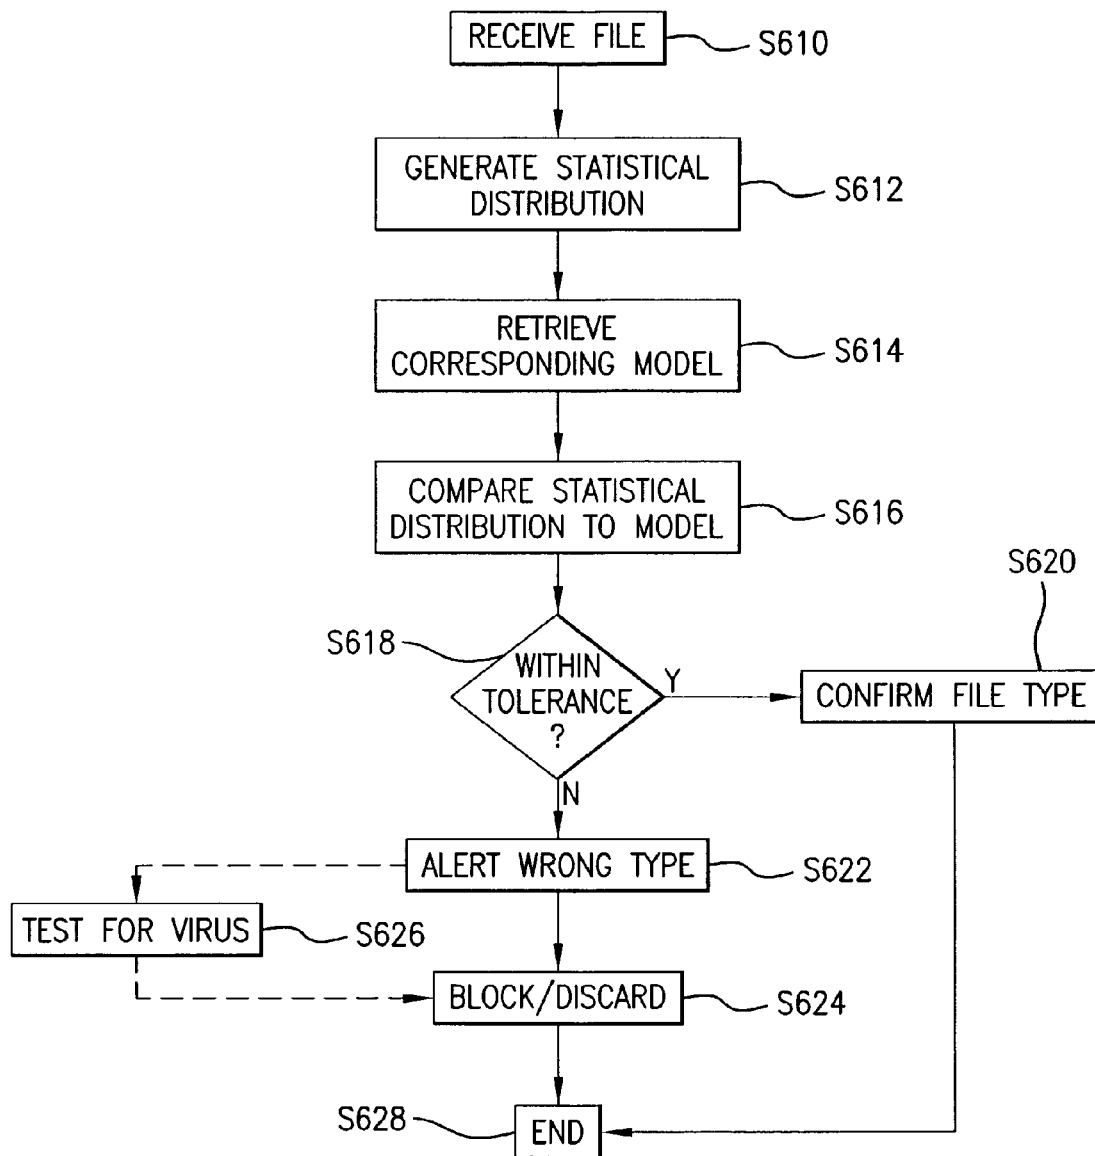 RECEIVE FILE
S610
GENERATE STATISTICAL
DISTRIBUTION
S612
RETRIEVE
CORRESPONDING MODEL
S614
COMPARE STATISTICAL
DISTRIBUTION TO MODEL
S616
S618
WITHIN
TOLERANCE
?
Y
N
S620
CONFIRM FILE TYPE
ALERT WRONG TYPE
S622
TEST FOR VIRUS
S626
BLOCK/DISCARD
S624
S628
END